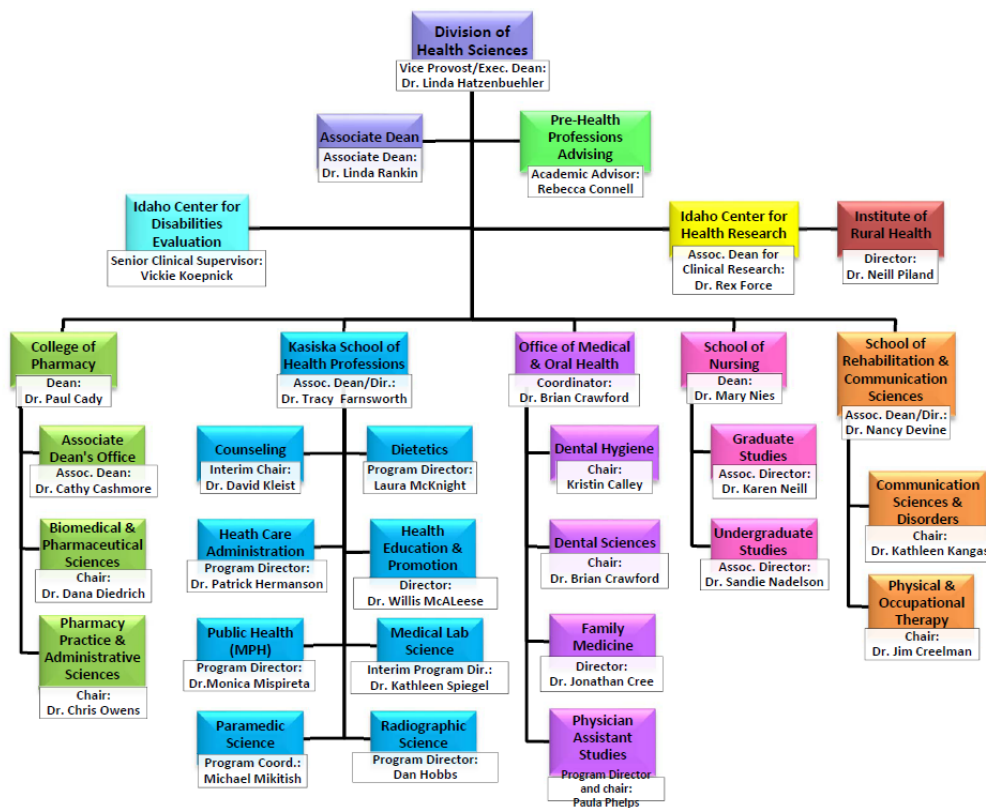 Division of
Health Sciences
Vice Provost/Exec. Dean:
Dr. Linda Hatzenbuehler
Associate Dean
Associate Dean:
Dr. Linda Rankin
Pre-Health
Professions
Advising
Academic Advisor:
Rebecca Connell
Idaho Center for
Disabilities
Evaluation
Senior Clinical Supervisor:
Vickie Koepnick
Idaho Center for
Health Research
Assoc. Dean for
Clinical Research:
Dr. Rex Force
Institute of
Rural Health
Director:
Dr. Neill Piland
College of
Pharmacy
Dean:
Dr. Paul Cady
Associate
Dean's Office
Assoc. Dean:
Dr. Cathy Cashmore
Biomedical &
Pharmaceutical
Sciences
Chair:
Dr. Dana Diedrich
Pharmacy
Practice &
Administrative
Sciences
Chair:
Dr. Chris Owens
Kasiska School
of Health Professions
Assoc. Dean/Dir.:
Dr. Tracy Farnsworth
Counseling
Interim Chair:
Dr. David Kleist
Dietetics
Program Director:
Laura McKnight
Heath Care
Administration
Program Director:
Dr. Patrick Hermanson
Health
Education &
Promotion
Director:
Dr. Willis McALeese
Public Health
(MPH)
Program Director:
Dr.Monica Mispireta
Medical Lab
Science
Interim Program Dir.:
Dr. Kathleen Spiegel
Paramedic
Science
Program Coord.:
Michael Mikitish
Radiographic
Science
Program Director:
Dan Hobbs
Office of Medical
& Oral Health
Coordinator:
Dr. Brian Crawford
Dental Hygiene
Chair:
Kristin Calley
Dental Sciences
Chair:
Dr. Brian Crawford
Family
Medicine
Director:
Dr. Jonathan Cree
Physician
Assistant
Studies
Program Director
and chair:
Paula Phelps
School of
Nursing
Dean:
Dr. Mary Nies
Graduate
Studies
Assoc. Director:
Dr. Karen Neill
Undergraduate
Studies
Assoc. Director:
Dr. Sandie Nadelson
School of
Rehabilitation &
Communication
Sciences
Assoc. Dean/Dir.:
Dr. Nancy Devine
Communication
Sciences &
Disorders
Chair:
Dr. Kathleen Kangas
Physical &
Occupational
Therapy
Chair:
Dr. Jim Creelman